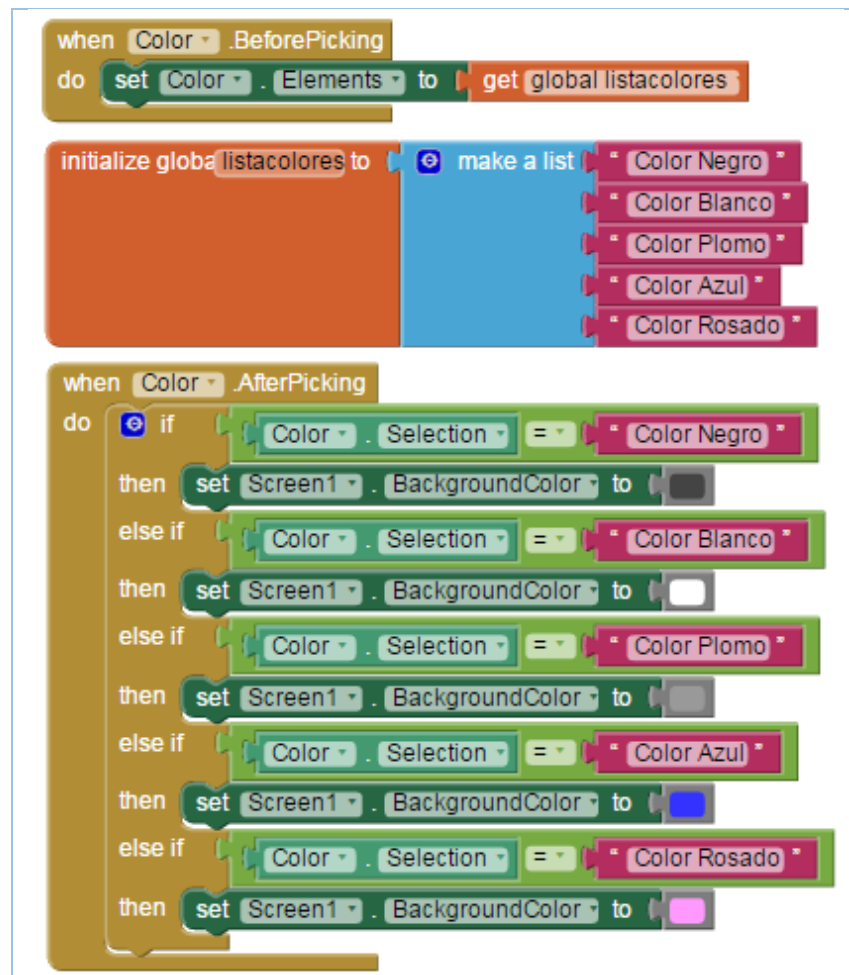 when Color .BeforePicking
do set Color . Elements to get global listacolores
initialize global listacolores to make a list " Color Negro "
" Color Blanco "
" Color Plomo "
" Color Azul "
" Color Rosado "
when Color .AfterPicking
do if Color . Selection = " Color Negro "
then set Screen1 . BackgroundColor to
else if Color . Selection = " Color Blanco "
then set Screen1 . BackgroundColor to
else if Color . Selection = " Color Plomo "
then set Screen1 . BackgroundColor to
else if Color . Selection = " Color Azul "
then set Screen1 . BackgroundColor to
else if Color . Selection = " Color Rosado "
then set Screen1 . BackgroundColor to